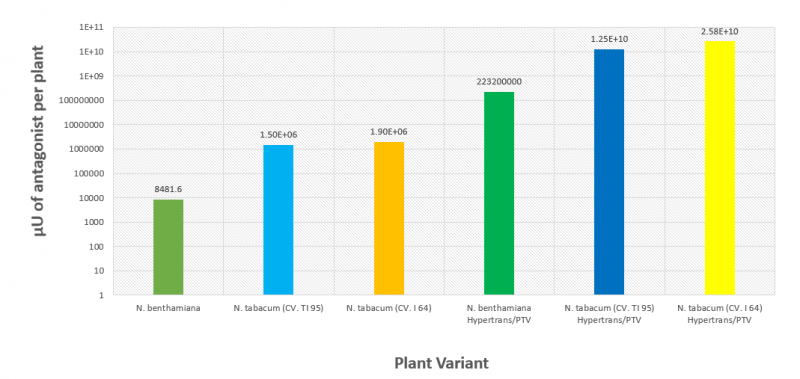 µU of antagonist per plant
1E+11
1E+10
1E+09
100000000
10000000
1000000
100000
10000
1000
100
10
1
8481.6
1.50E+06
1.90E+06
223200000
1.25E+10
2.58E+10
N. benthamiana
N. tabacum (CV. TI 95)
N. tabacum (CV. I 64)
N. benthamiana
Hypertrans/PTV
N. tabacum (CV. TI 95)
Hypertrans/PTV
N. tabacum (CV. I 64)
Hypertrans/PTV
Plant Variant